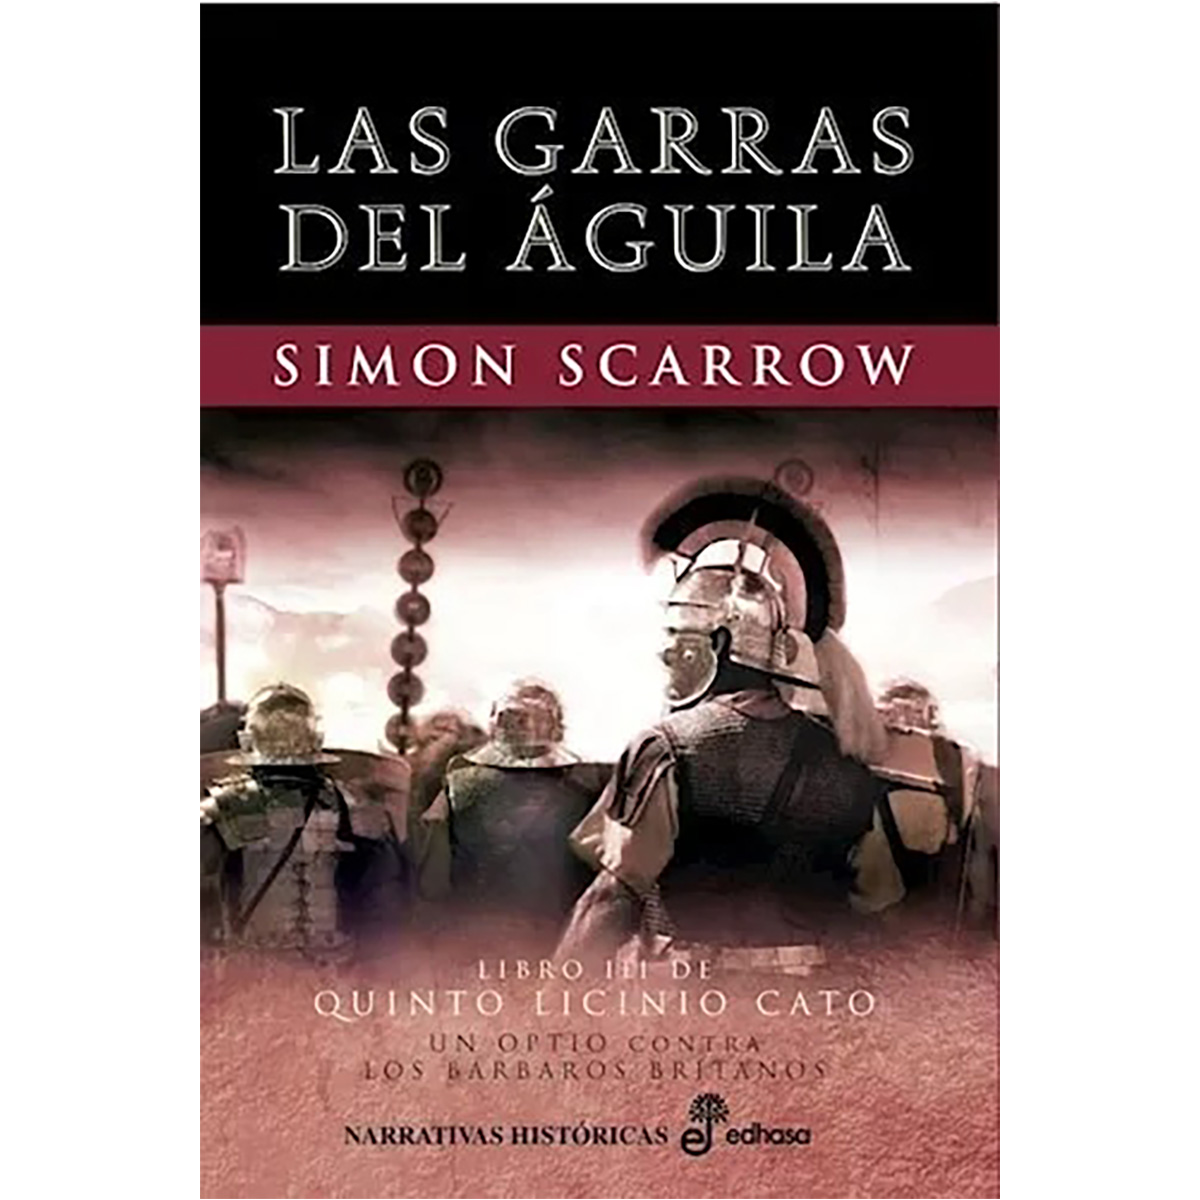 LAS GARRAS
DEL ÁGUILA
SIMON SCARROW
LIBRO III DE
QUINTO LICINIO CATO
UN OPTIO CONTRA
LOS BÁRBAROS BRITANOS
NARRATIVAS HISTÓRICAS edhasa